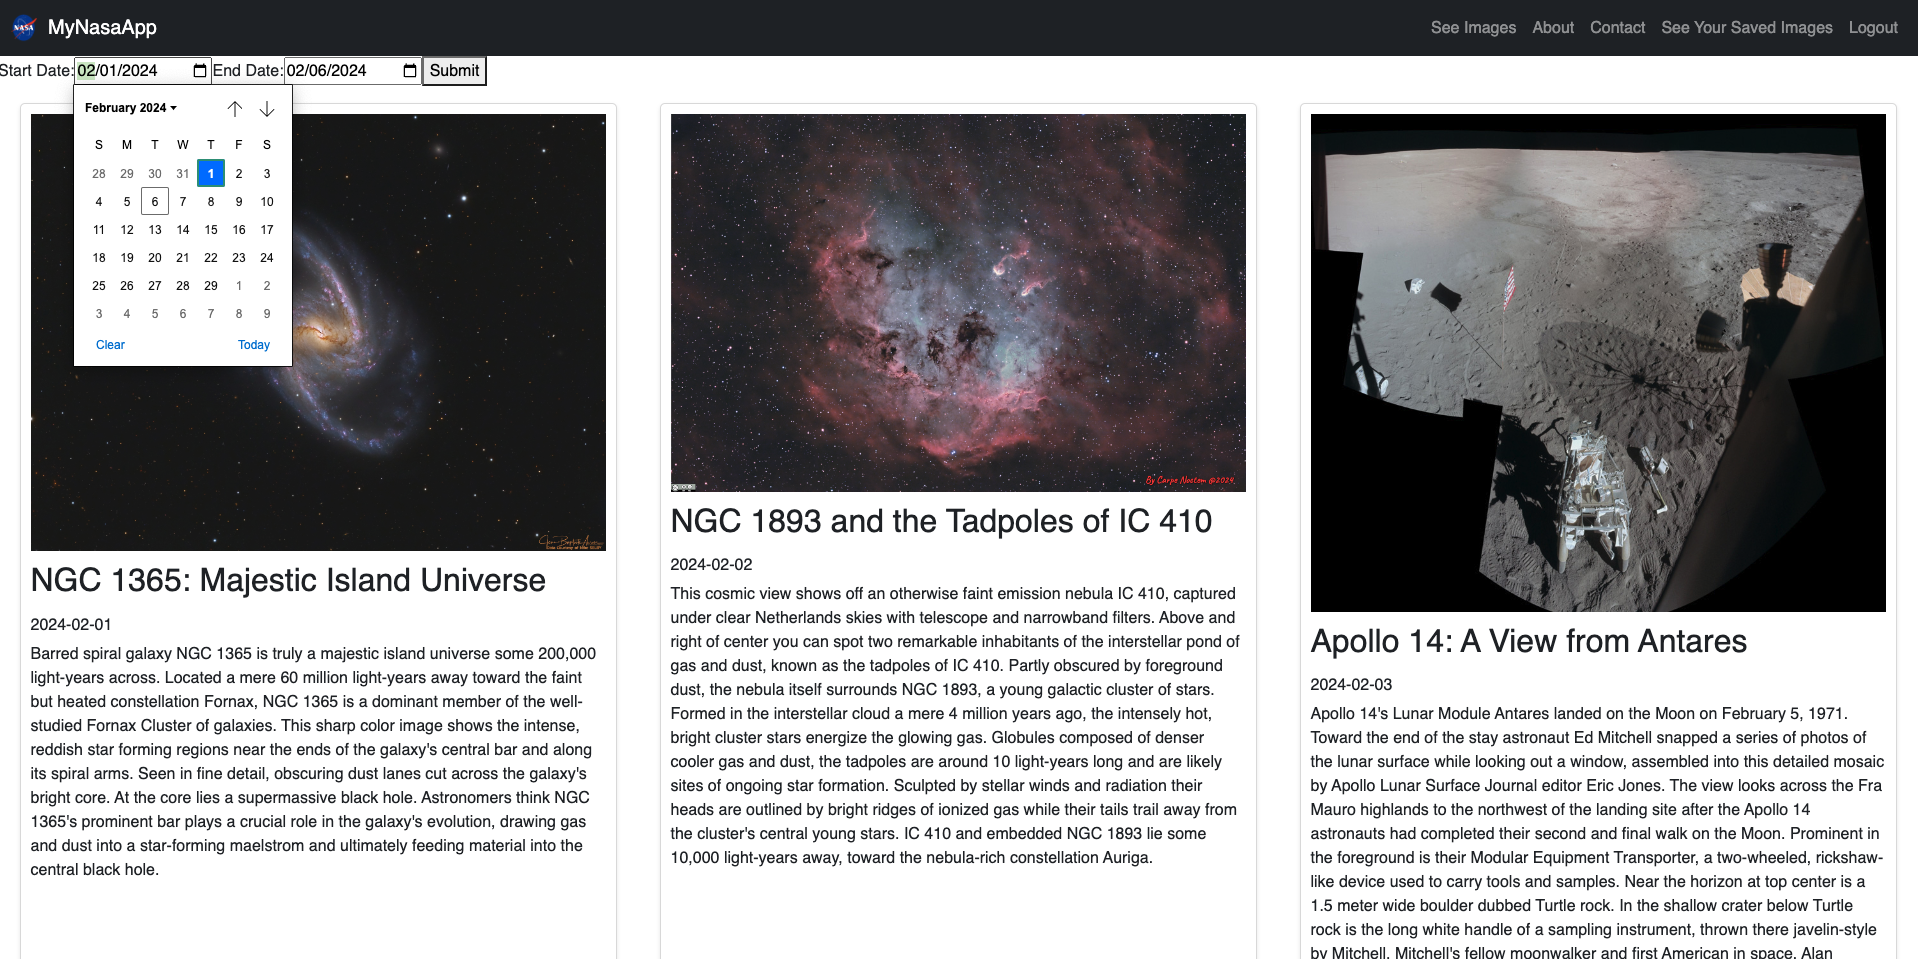 NASA MyNasaApp See Images About Contact See Your Saved Images Logout
Start Date: 02/01/2024 End Date: 02/06/2024 Submit
February 2024
S M T W T F S
28 29 30 31 1 2 3
4 5 6 7 8 9 10
11 12 13 14 15 16 17
18 19 20 21 22 23 24
25 26 27 28 29 1 2
3 4 5 6 7 8 9
Clear Today
NGC 1365: Majestic Island Universe
2024-02-01
Barred spiral galaxy NGC 1365 is truly a majestic island universe some 200,000
light-years across. Located a mere 60 million light-years away toward the faint
but heated constellation Fornax, NGC 1365 is a dominant member of the well-
studied Fornax Cluster of galaxies. This sharp color image shows the intense,
reddish star forming regions near the ends of the galaxy's central bar and along
its spiral arms. Seen in fine detail, obscuring dust lanes cut across the galaxy's
bright core. At the core lies a supermassive black hole. Astronomers think NGC
1365's prominent bar plays a crucial role in the galaxy's evolution, drawing gas
and dust into a star-forming maelstrom and ultimately feeding material into the
central black hole.
By Carpe Noctem @2024
NGC 1893 and the Tadpoles of IC 410
2024-02-02
This cosmic view shows off an otherwise faint emission nebula IC 410, captured
under clear Netherlands skies with telescope and narrowband filters. Above and
right of center you can spot two remarkable inhabitants of the interstellar pond of
gas and dust, known as the tadpoles of IC 410. Partly obscured by foreground
dust, the nebula itself surrounds NGC 1893, a young galactic cluster of stars.
Formed in the interstellar cloud a mere 4 million years ago, the intensely hot,
bright cluster stars energize the glowing gas. Globules composed of denser
cooler gas and dust, the tadpoles are around 10 light-years long and are likely
sites of ongoing star formation. Sculpted by stellar winds and radiation their
heads are outlined by bright ridges of ionized gas while their tails trail away from
the cluster's central young stars. IC 410 and embedded NGC 1893 lie some
10,000 light-years away, toward the nebula-rich constellation Auriga.
Apollo 14: A View from Antares
2024-02-03
Apollo 14's Lunar Module Antares landed on the Moon on February 5, 1971.
Toward the end of the stay astronaut Ed Mitchell snapped a series of photos of
the lunar surface while looking out a window, assembled into this detailed mosaic
by Apollo Lunar Surface Journal editor Eric Jones. The view looks across the Fra
Mauro highlands to the northwest of the landing site after the Apollo 14
astronauts had completed their second and final walk on the Moon. Prominent in
the foreground is their Modular Equipment Transporter, a two-wheeled, rickshaw-
like device used to carry tools and samples. Near the horizon at top center is a
1.5 meter wide boulder dubbed Turtle rock. In the shallow crater below Turtle
rock is the long white handle of a sampling instrument, thrown there javelin-style
by Mitchell. Mitchell's fellow moonwalker and first American in space, Alan